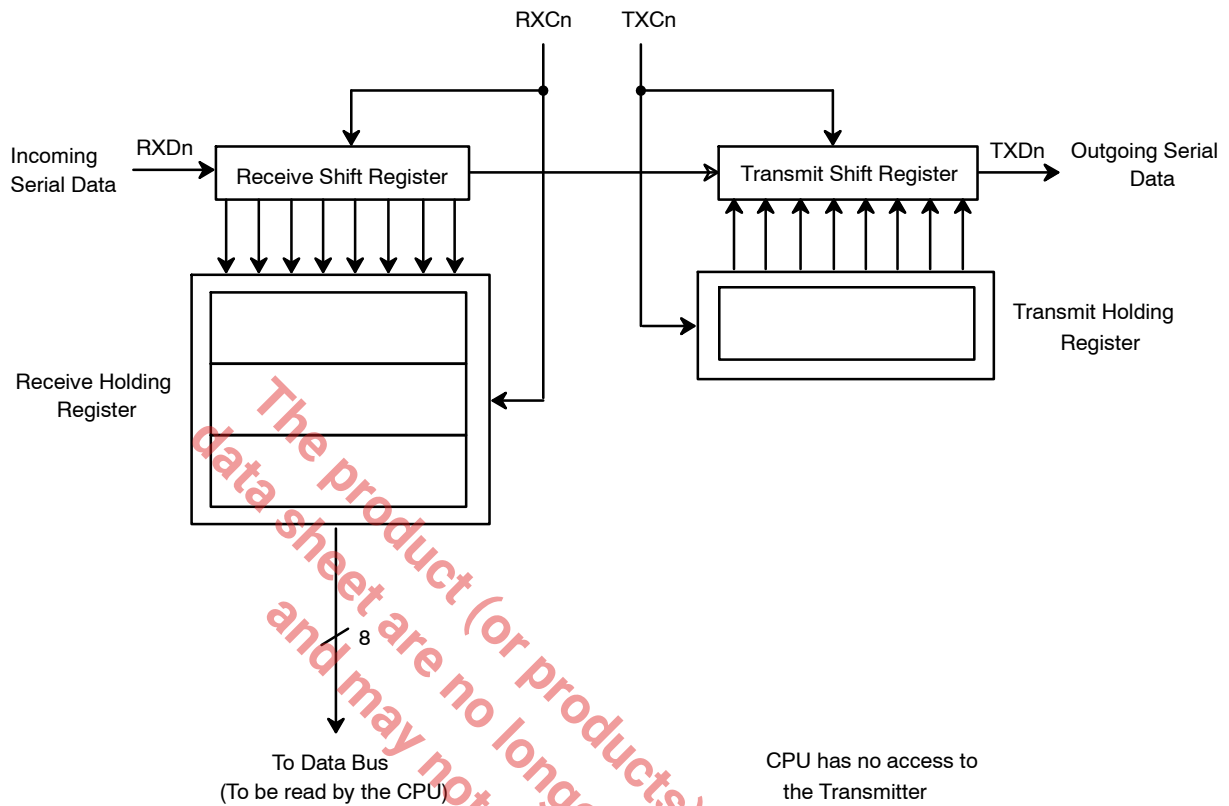 RXCn
TXCn
Incoming
Serial Data
RXDn
Receive Shift Register
Transmit Shift Register
TXDn
Outgoing Serial
Data
Receive Holding
Register
Transmit Holding
Register
8
To Data Bus
(To be read by the CPU)
CPU has no access to
the Transmitter
The product (or products)
data sheet are no longe
and may not